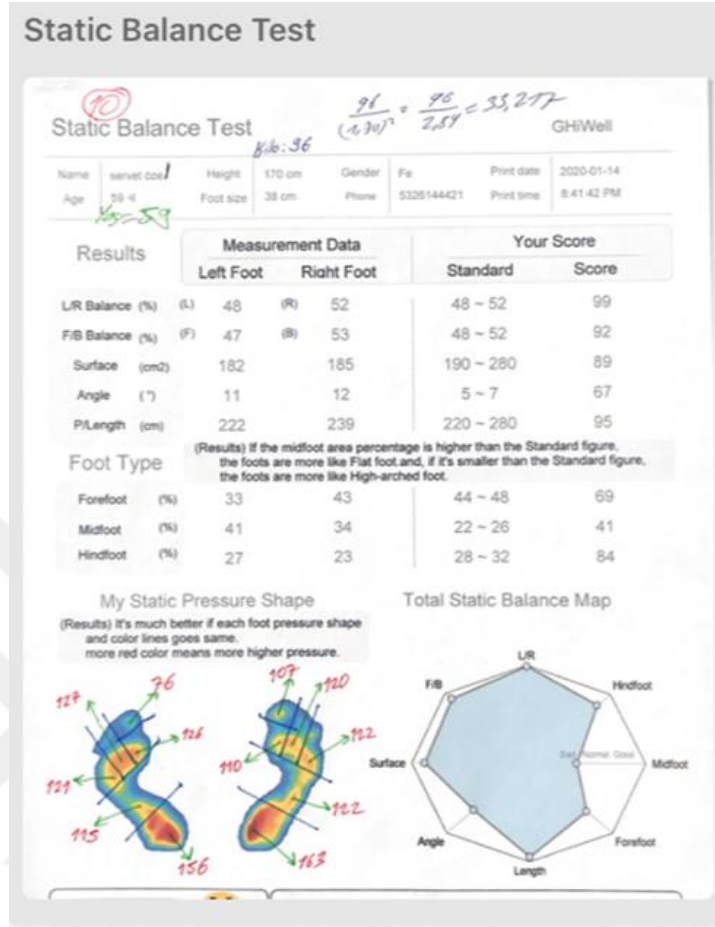 Static Balance Test
10
96/(1,70)² = 96/2,89 = 33,217
Static Balance Test
GHiWell
Kilo: 96
Name servet Height 170 cm Gender Fe Print date 2020-01-14
Age 59 Foot size 38 cm Phone 5326144421 Print time 8:41:42 PM
Yaş=59
Results Measurement Data Your Score
Left Foot Right Foot Standard Score
L/R Balance (%) (L) 48 (R) 52 48 ~ 52 99
F/B Balance (%) (F) 47 (B) 53 48 ~ 52 92
Surface (cm2) 182 185 190 ~ 280 89
Angle (°) 11 12 5 ~ 7 67
P/Length (cm) 222 239 220 ~ 280 95
Foot Type
(Results) If the midfoot area percentage is higher than the Standard figure,
the foots are more like Flat foot.and, if it's smaller than the Standard figure,
the foots are more like High-arched foot.
Forefoot (%) 33 43 44 ~ 48 69
Midfoot (%) 41 34 22 ~ 26 41
Hindfoot (%) 27 23 28 ~ 32 84
My Static Pressure Shape
(Results) It's much better if each foot pressure shape
and color lines goes same.
more red color means more higher pressure.
127 76 126 121 115 156
107 120 122 110 122 163
Total Static Balance Map
L/R
F/B Hindfoot
Surface Bad Normal Good Midfoot
Angle Forefoot
Length